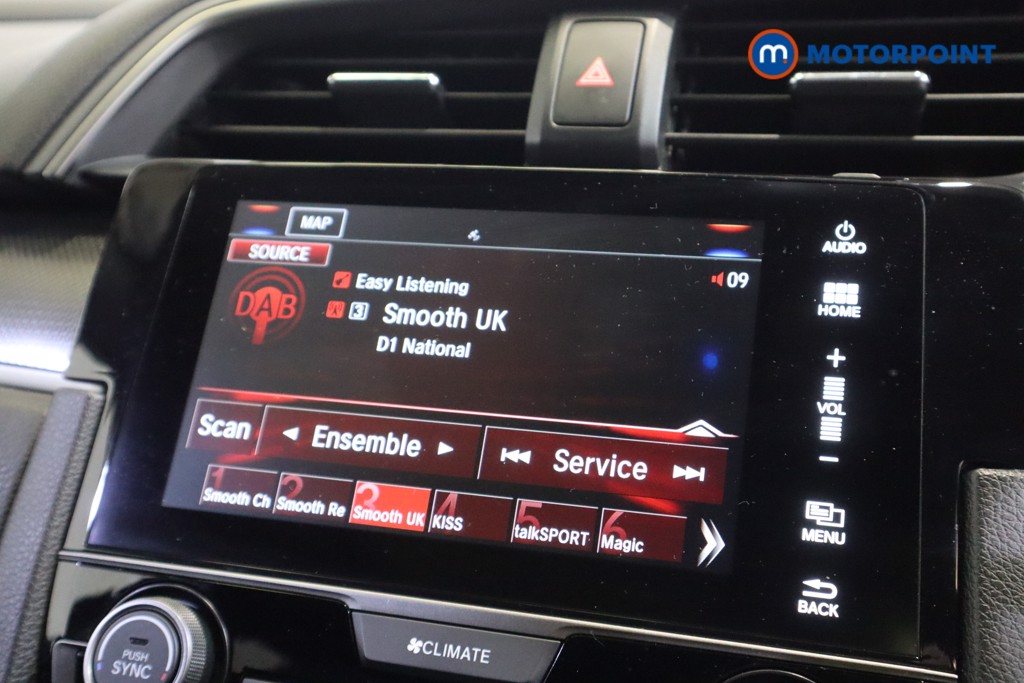 m MOTORPOINT
MAP
SOURCE
DAB
Easy Listening
3 Smooth UK
D1 National
09
Scan
Ensemble
Service
1 Smooth Ch
2 Smooth Re
3 Smooth UK
4 KISS
5 talkSPORT
6 Magic
AUDIO
HOME
+
VOL
−
MENU
BACK
PUSH
SYNC
CLIMATE